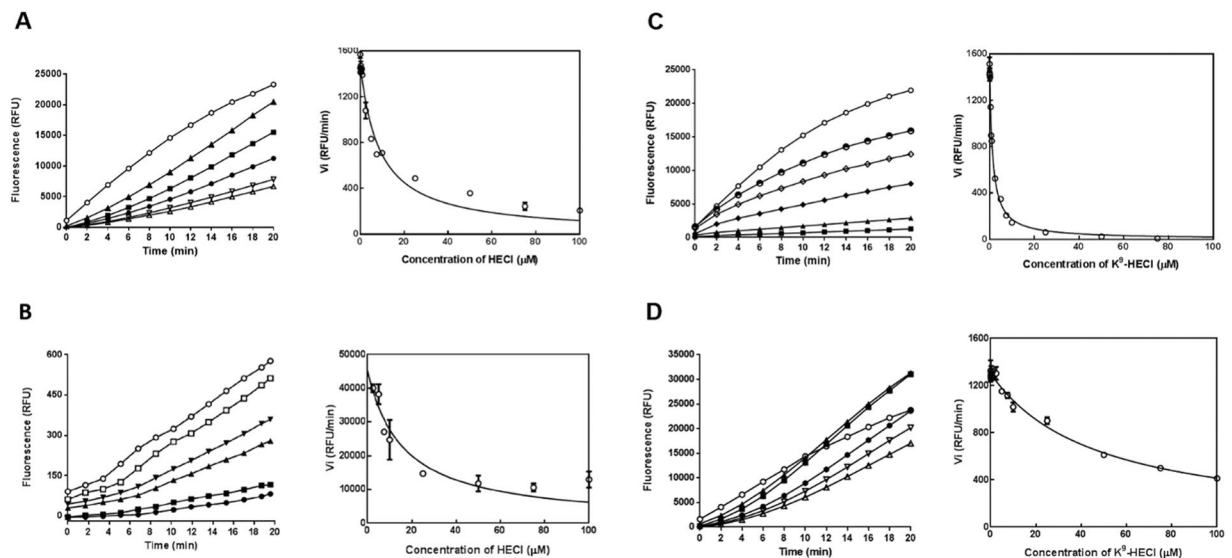 A
25000
20000
15000
10000
5000
0
Fluorescence (RFU)
0 2 4 6 8 10 12 14 16 18 20
Time (min)
1600
1200
800
400
0
Vi (RFU/min)
0 20 40 60 80 100
Concentration of HECI (µM)
C
25000
20000
15000
10000
5000
0
Fluorescence (RFU)
0 2 4 6 8 10 12 14 16 18 20
Time (min)
1600
1200
800
400
0
Vi (RFU/min)
0 20 40 60 80 100
Concentration of K⁹-HECI (µM)
B
600
450
300
150
0
Fluorescence (RFU)
0 2 4 6 8 10 12 14 16 18 20
Time (min)
50000
40000
30000
20000
10000
0
Vi (RFU/min)
0 20 40 60 80 100
Concentration of HECI (µM)
D
35000
30000
25000
20000
15000
10000
5000
0
Fluorescence (RFU)
0 2 4 6 8 10 12 14 16 18 20
Time (min)
1600
1200
800
400
0
Vi (RFU/min)
0 20 40 60 80 100
Concentration of K⁹-HECI (µM)